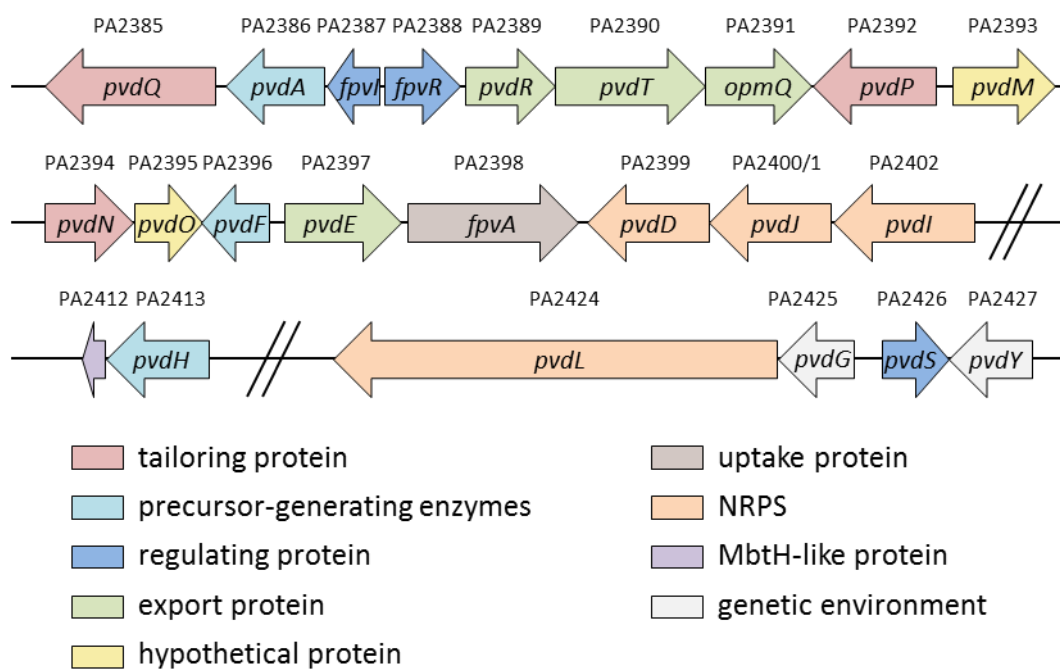 PA2385 PA2386 PA2387 PA2388 PA2389 PA2390 PA2391 PA2392 PA2393
pvdQ pvdA fpvI fpvR pvdR pvdT opmQ pvdP pvdM
PA2394 PA2395 PA2396 PA2397 PA2398 PA2399 PA2400/1 PA2402
pvdN pvdO pvdF pvdE fpvA pvdD pvdJ pvdI
PA2412 PA2413 PA2424 PA2425 PA2426 PA2427
pvdH pvdL pvdG pvdS pvdY
tailoring protein
precursor-generating enzymes
regulating protein
export protein
hypothetical protein
uptake protein
NRPS
MbtH-like protein
genetic environment